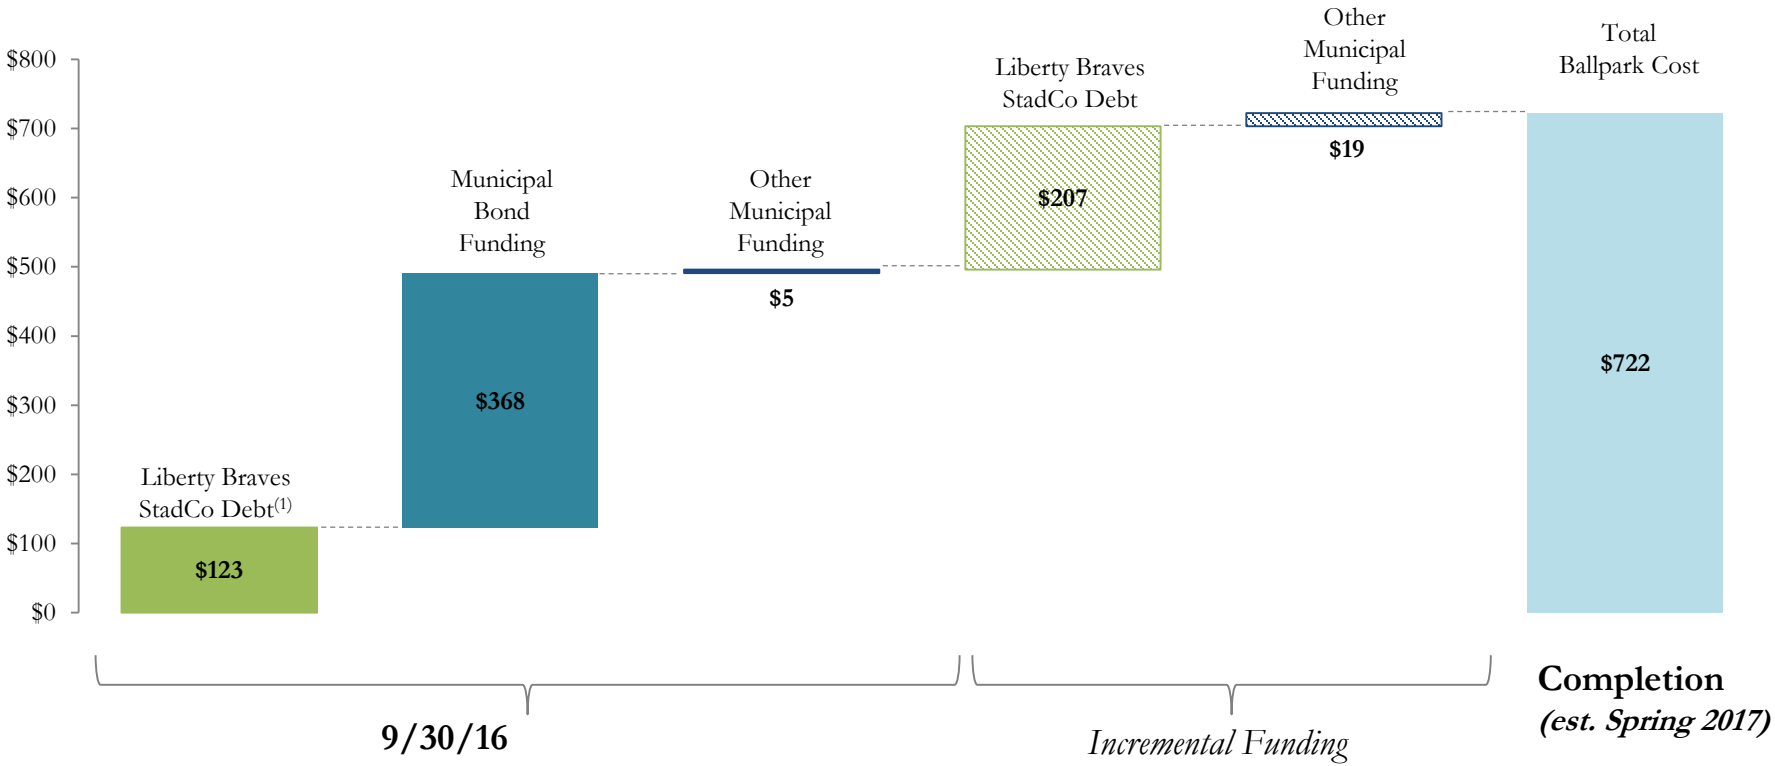 $800
$700
$600
$500
$400
$300
$200
$100
$0
Liberty Braves
StadCo Debt(1)
$123
Municipal
Bond
Funding
$368
Other
Municipal
Funding
$5
Liberty Braves
StadCo Debt
$207
Other
Municipal
Funding
$19
Total
Ballpark Cost
$722
9/30/16
Incremental Funding
Completion
(est. Spring 2017)